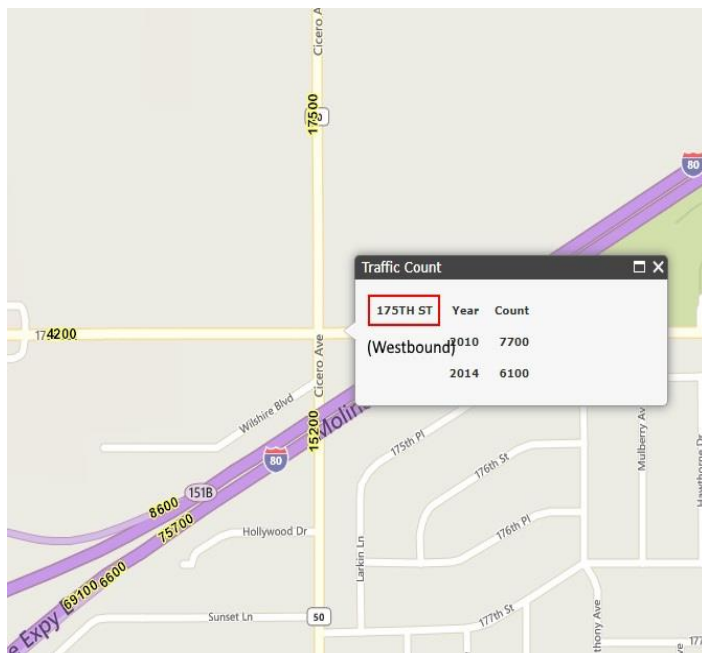 Cicero A
17500
80
Traffic Count
175TH ST Year Count
(Westbound) 2010 7700
2014 6100
174200
Cicero Ave
Wilshire Blvd
15200
Molin
80
151B
8600
75700
69100
6600
e Expy
175th Pl
176th St
176th Pl
Mulberry Av
Hawthorne Dr
Hollywood Dr
Larkin Ln
Sunset Ln
50
177th St
thony Ave
177